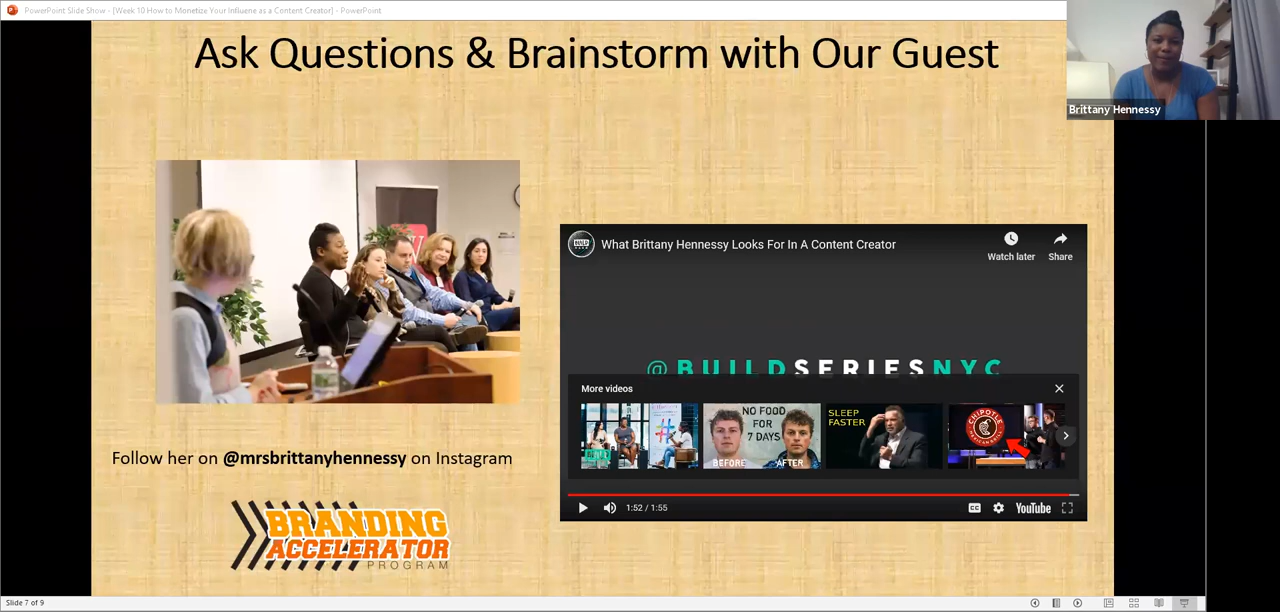 PowerPoint Slide Show - [Week 10 How to Monetize Your Influene as a Content Creator] - PowerPoint
Ask Questions & Brainstorm with Our Guest
Brittany Hennessy
What Brittany Hennessy Looks For In A Content Creator
Watch later
Share
@BUILDSERIESNYC
More videos
NO FOOD
FOR
7 DAYS
BEFORE
AFTER
SLEEP
FASTER
CHIPOTLE
1:52 / 1:55
CC
YouTube
Follow her on @mrsbrittanyhennessy on Instagram
BRANDING
ACCELERATOR
PROGRAM
Slide 7 of 9